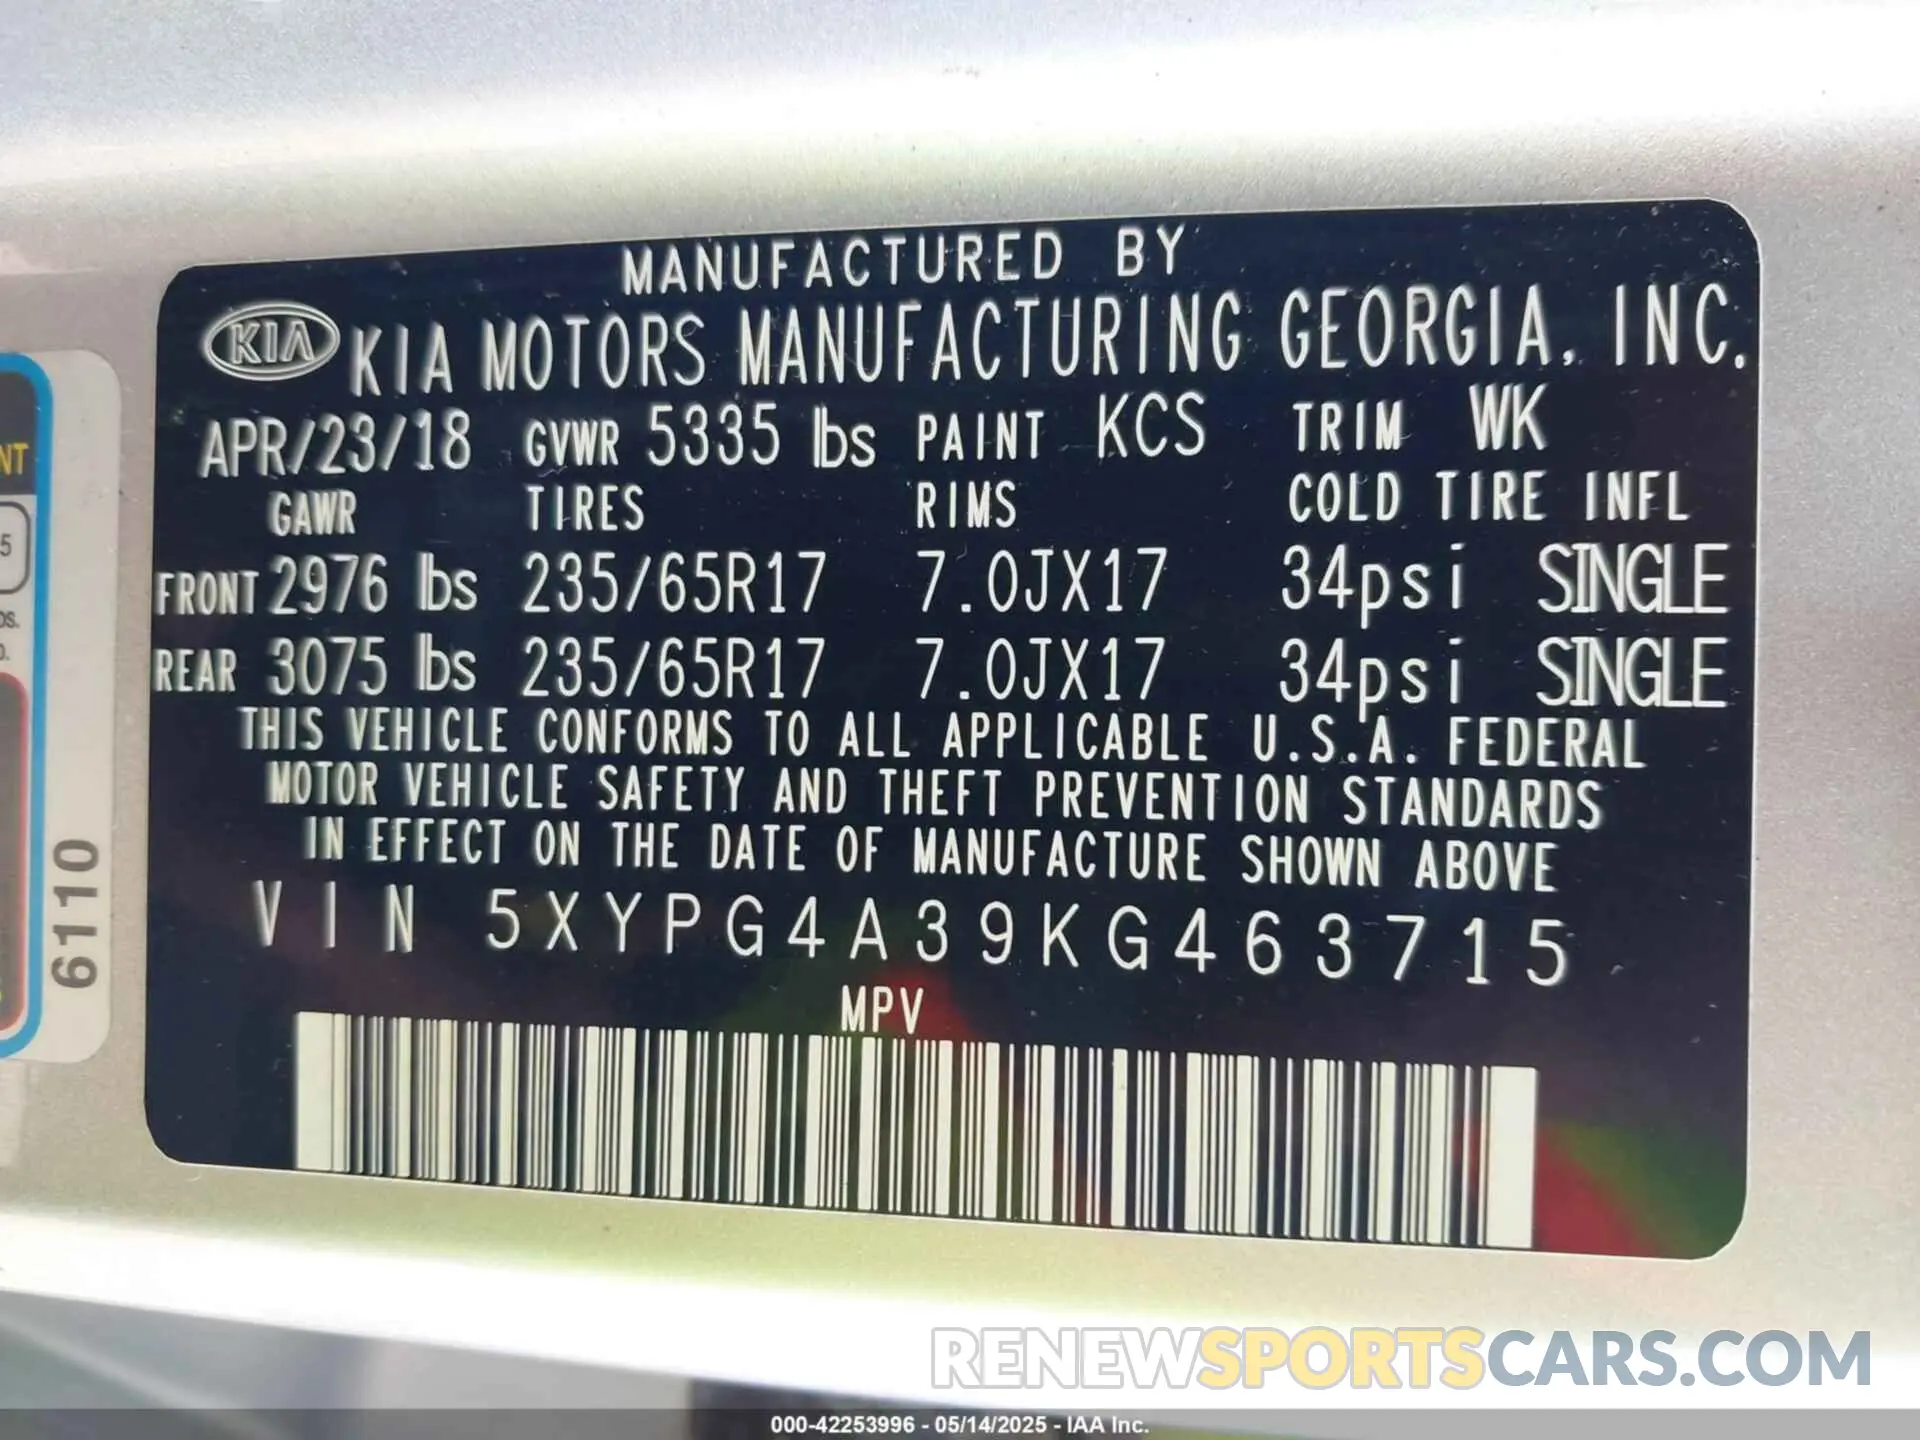 MANUFACTURED BY
KIA KIA MOTORS MANUFACTURING GEORGIA, INC.
APR/23/18 GVWR 5335 lbs PAINT KCS TRIM WK
GAWR TIRES RIMS COLD TIRE INFL
FRONT 2976 lbs 235/65R17 7.0JX17 34psi SINGLE
REAR 3075 lbs 235/65R17 7.0JX17 34psi SINGLE
THIS VEHICLE CONFORMS TO ALL APPLICABLE U.S.A. FEDERAL
MOTOR VEHICLE SAFETY AND THEFT PREVENTION STANDARDS
IN EFFECT ON THE DATE OF MANUFACTURE SHOWN ABOVE
VIN 5XYPG4A39KG463715
MPV
6110
RENEWSPORTSCARS.COM
000-42253996 - 05/14/2025 - IAA Inc.